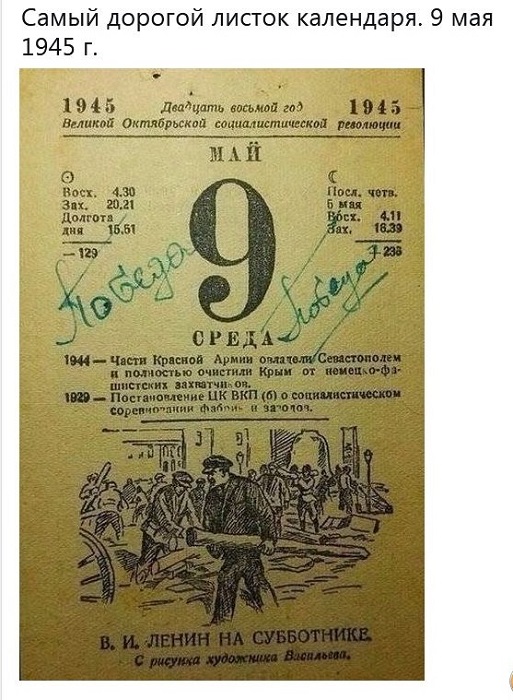 Самый дорогой листок календаря. 9 мая
1945 г.
1945 Двадцать восьмой год 1945
Великой Октябрьской социалистической революции
МАЙ
Восх. 4.30
Зах. 20.21
Долгота
дня 15.51
— 129
9
Посл. четв.
5 мая
Восх. 4.11
Зах. 16.39
+ 236
Победа
Победа!
СРЕДА
1944 — Части Красной Армии овладели Севастополем
и полностью очистили Крым от немецко-фа-
шистских захватчиков.
1929 — Постановление ЦК ВКП (б) о социалистическом
соревновании фабрик и заводов.
В. И. ЛЕНИН НА СУББОТНИКЕ.
С рисунка художника Васильева.